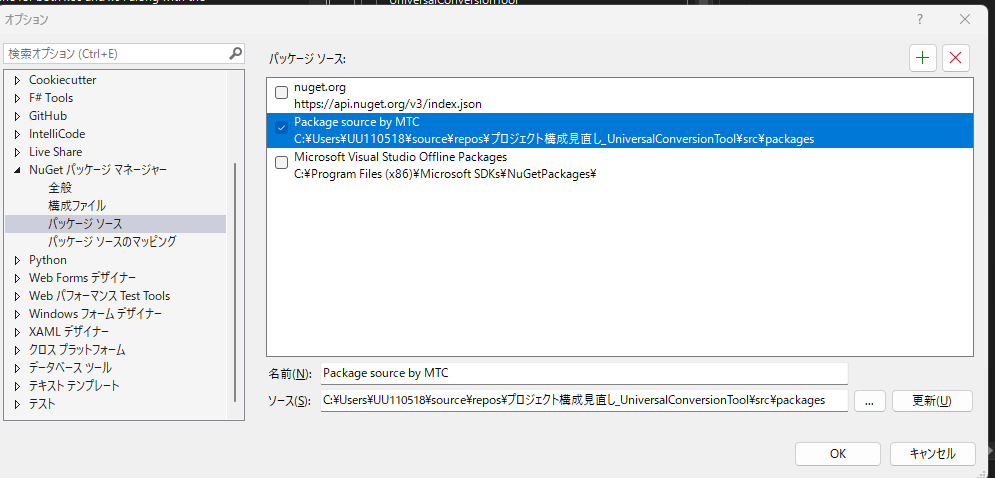 UniversalConversionTool
オプション
?
検索オプション (Ctrl+E)
Cookiecutter
F# Tools
GitHub
IntelliCode
Live Share
NuGet パッケージ マネージャー
全般
構成ファイル
パッケージ ソース
パッケージ ソースのマッピング
Python
Web Forms デザイナー
Web パフォーマンス Test Tools
Windows フォーム デザイナー
XAML デザイナー
クロス プラットフォーム
データベース ツール
テキスト テンプレート
テスト
パッケージ ソース:
nuget.org
https://api.nuget.org/v3/index.json
Package source by MTC
C:¥Users¥UU110518¥source¥repos¥プロジェクト構成見直し_UniversalConversionTool¥src¥packages
Microsoft Visual Studio Offline Packages
C:¥Program Files (x86)¥Microsoft SDKs¥NuGetPackages¥
名前(N): Package source by MTC
ソース(S): C:¥Users¥UU110518¥source¥repos¥プロジェクト構成見直し_UniversalConversionTool¥src¥packages ... 更新(U)
OK キャンセル